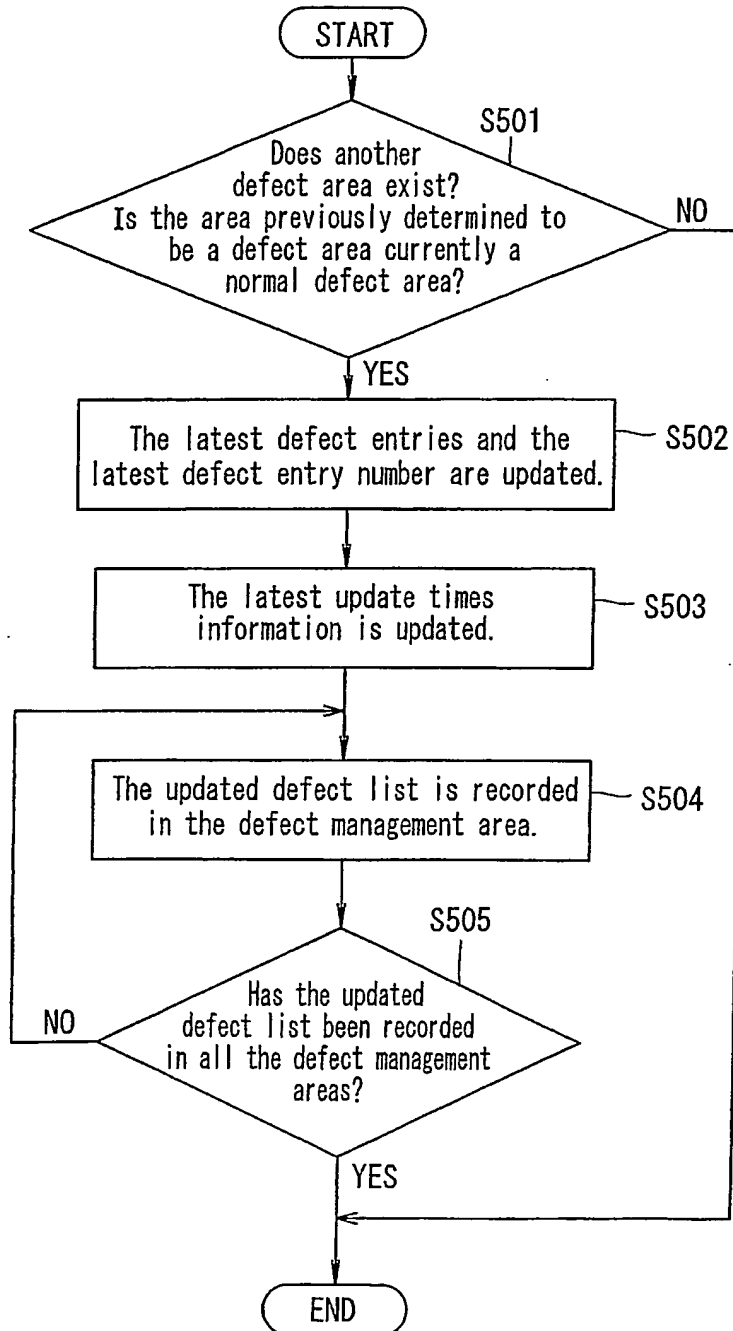 START
S501
Does another
defect area exist?
Is the area previously determined to
be a defect area currently a
normal defect area?
NO
YES
The latest defect entries and the
latest defect entry number are updated.
S502
The latest update times
information is updated.
S503
The updated defect list is recorded
in the defect management area.
S504
S505
Has the updated
defect list been recorded
in all the defect management
areas?
NO
YES
END